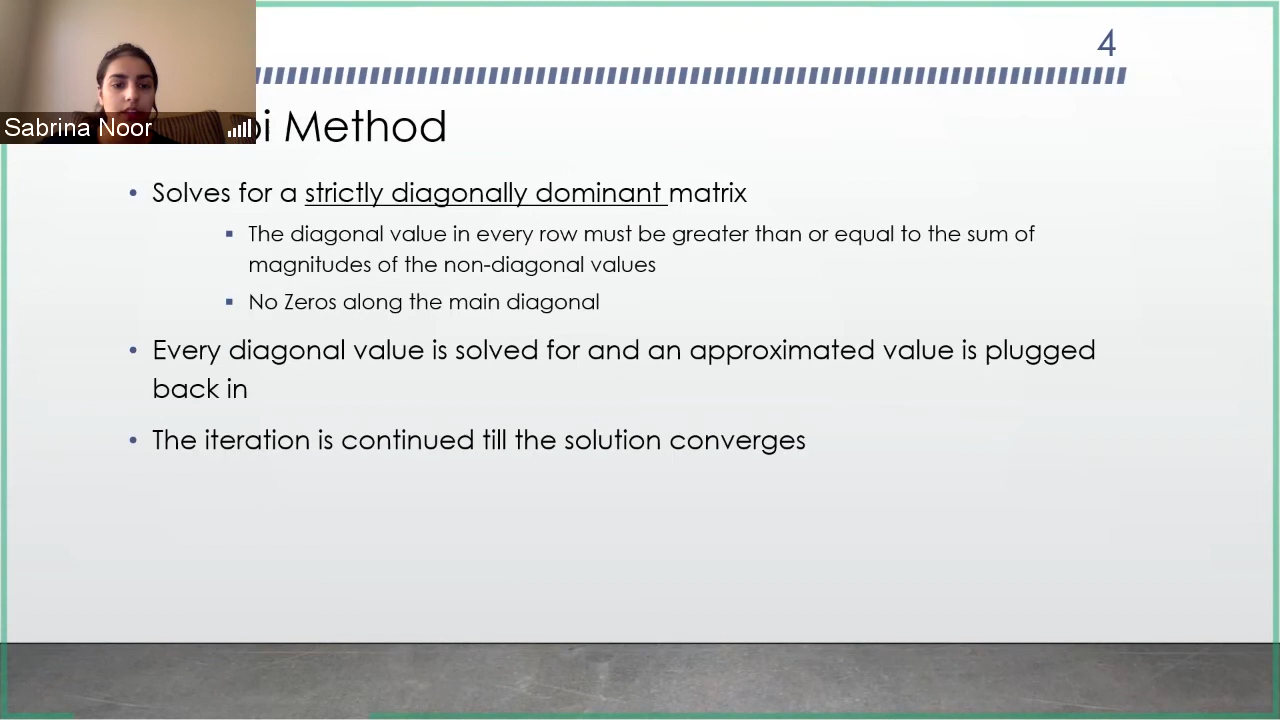 4
Sabrina Noor
Method
• Solves for a strictly diagonally dominant matrix
▪ The diagonal value in every row must be greater than or equal to the sum of
magnitudes of the non-diagonal values
▪ No Zeros along the main diagonal
• Every diagonal value is solved for and an approximated value is plugged
back in
• The iteration is continued till the solution converges